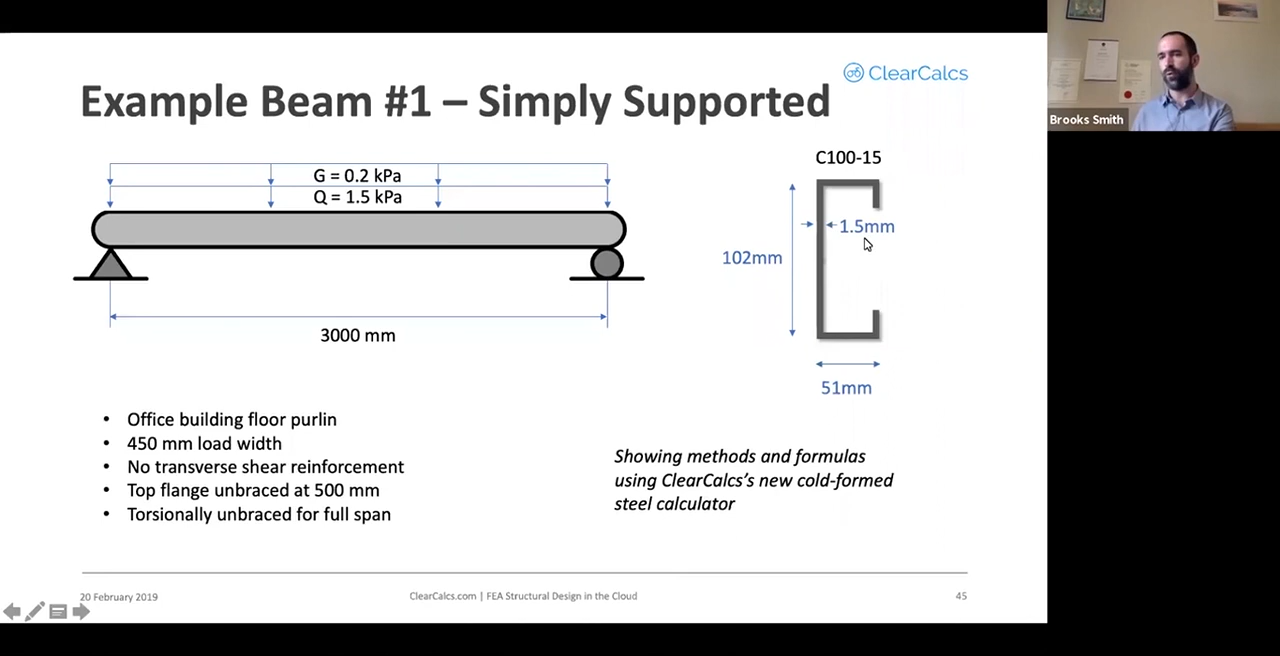 ClearCalcs
Example Beam #1 – Simply Supported
G = 0.2 kPa
Q = 1.5 kPa
3000 mm
C100-15
1.5mm
102mm
51mm
• Office building floor purlin
• 450 mm load width
• No transverse shear reinforcement
• Top flange unbraced at 500 mm
• Torsionally unbraced for full span
Showing methods and formulas
using ClearCalcs's new cold-formed
steel calculator
20 February 2019
ClearCalcs.com | FEA Structural Design in the Cloud
45
Brooks Smith